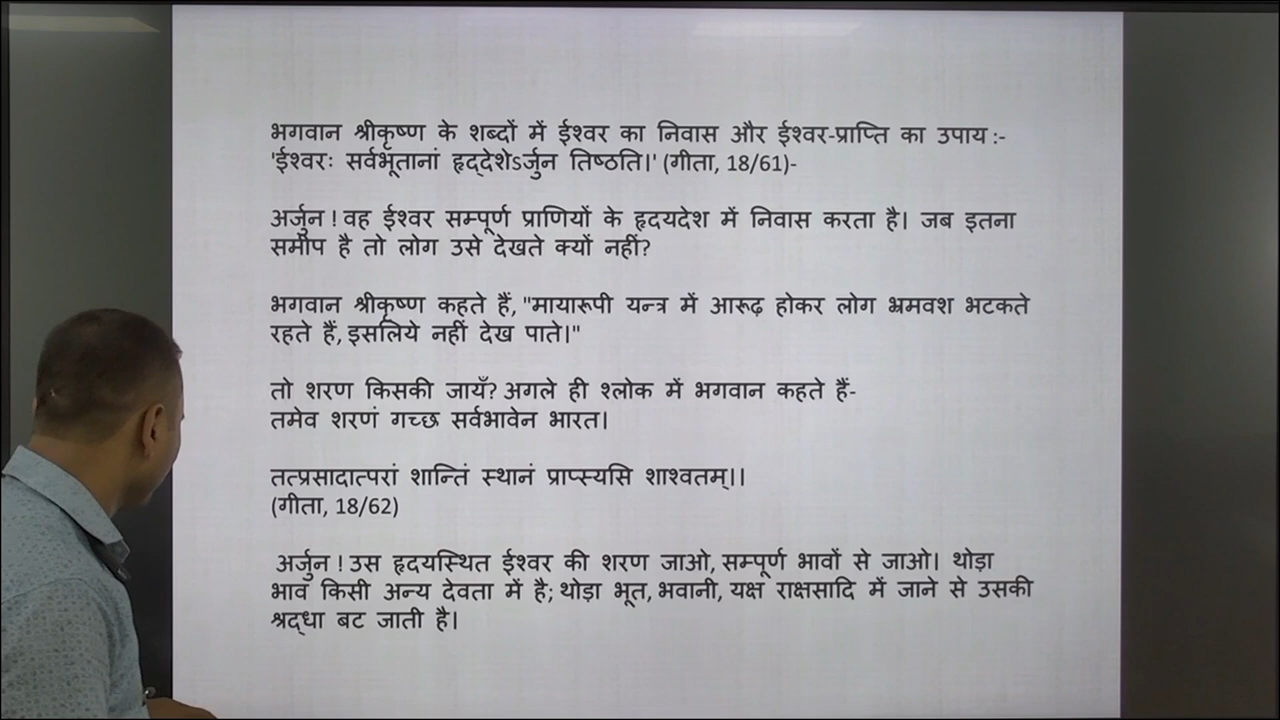 भगवान श्रीकृष्ण के शब्दों में ईश्वर का निवास और ईश्वर-प्राप्ति का उपाय :-
'ईश्वरः सर्वभूतानां हृद्देशेऽर्जुन तिष्ठति।' (गीता, 18/61)-
अर्जुन ! वह ईश्वर सम्पूर्ण प्राणियों के हृदयदेश में निवास करता है। जब इतना
समीप है तो लोग उसे देखते क्यों नहीं?
भगवान श्रीकृष्ण कहते हैं, "मायारूपी यन्त्र में आरूढ़ होकर लोग भ्रमवश भटकते
रहते हैं, इसलिये नहीं देख पाते।"
तो शरण किसकी जायँ? अगले ही श्लोक में भगवान कहते हैं-
तमेव शरणं गच्छ सर्वभावेन भारत।
तत्प्रसादात्परां शान्तिं स्थानं प्राप्स्यसि शाश्वतम्।।
(गीता, 18/62)
अर्जुन ! उस हृदयस्थित ईश्वर की शरण जाओ, सम्पूर्ण भावों से जाओ। थोड़ा
भाव किसी अन्य देवता में है; थोड़ा भूत, भवानी, यक्ष राक्षसादि में जाने से उसकी
श्रद्धा बट जाती है।